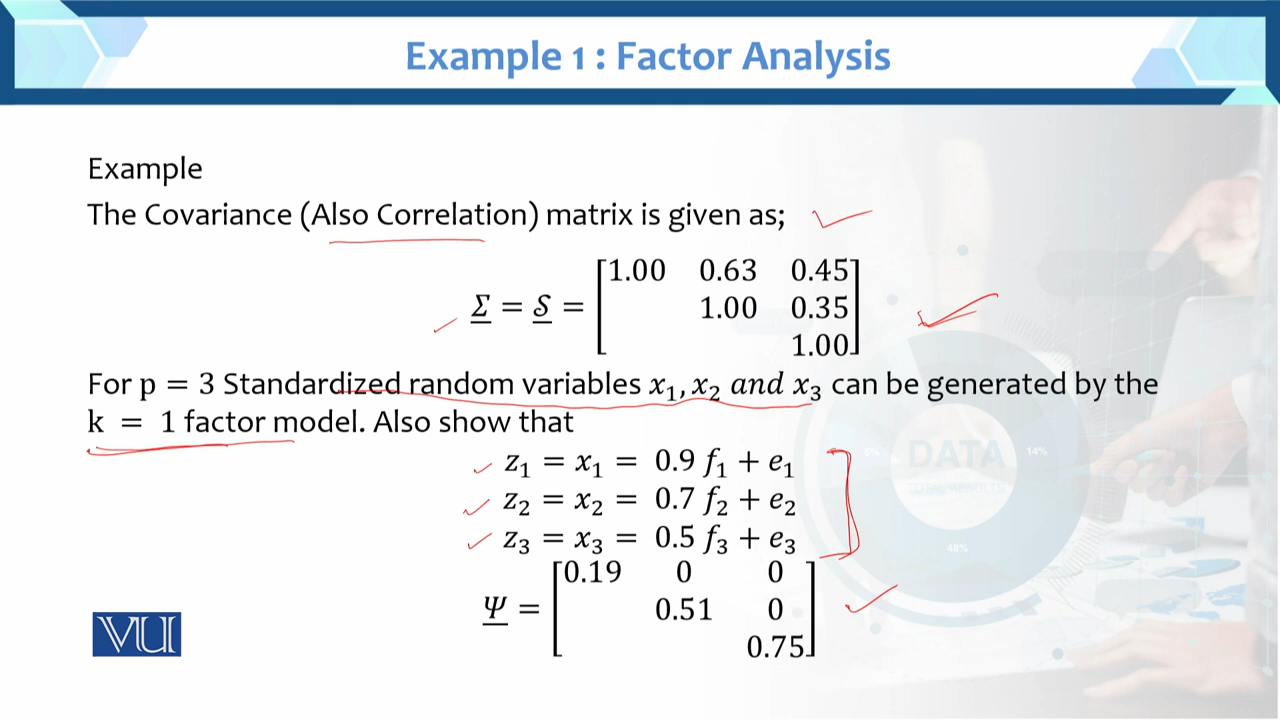 Example 1 : Factor Analysis
Example
The Covariance (Also Correlation) matrix is given as;
Σ = S = [1.00 0.63 0.45
1.00 0.35
1.00]
For p = 3 Standardized random variables x₁, x₂ and x₃ can be generated by the
k = 1 factor model. Also show that
z₁ = x₁ = 0.9 f₁ + e₁
z₂ = x₂ = 0.7 f₂ + e₂
z₃ = x₃ = 0.5 f₃ + e₃
Ψ = [0.19 0 0
0.51 0
0.75]
DATA
14%
48%
VU